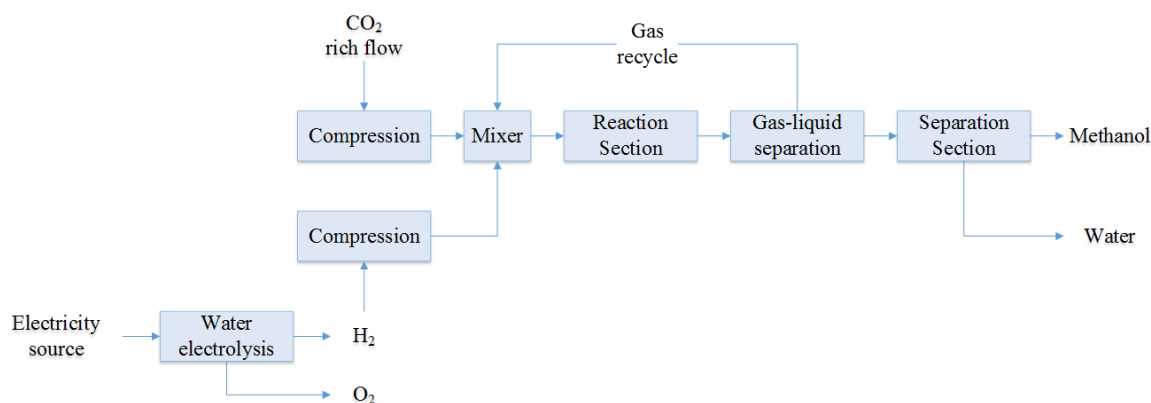 CO₂
rich flow
Gas
recycle
Compression
Mixer
Reaction
Section
Gas-liquid
separation
Separation
Section
Methanol
Compression
Water
Electricity
source
Water
electrolysis
H₂
O₂